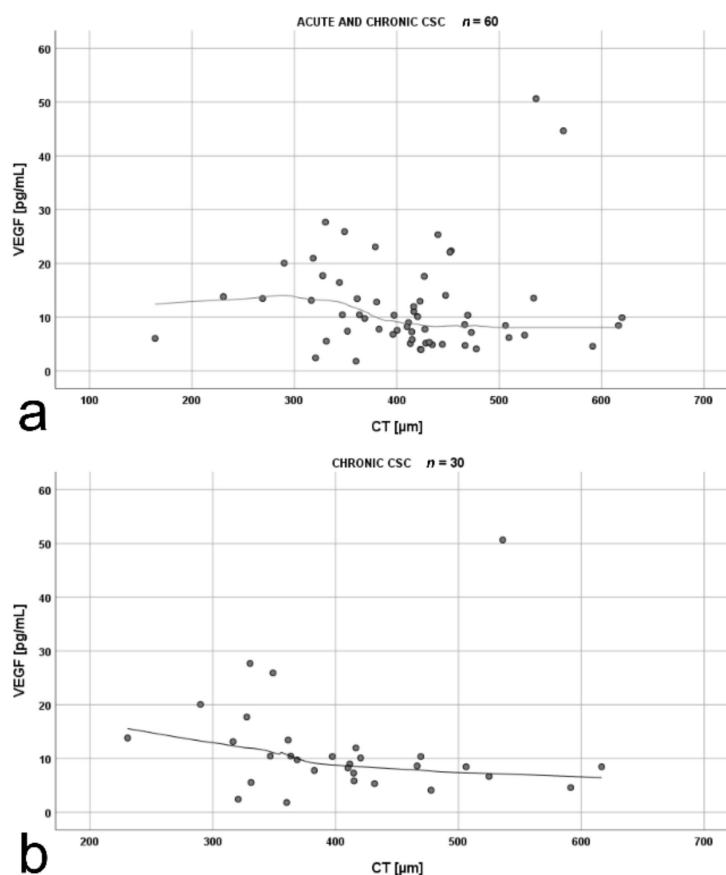 ACUTE AND CHRONIC CSC n = 60
60
50
40
30
20
10
0
VEGF [pg/mL]
100 200 300 400 500 600 700
CT [µm]
a
CHRONIC CSC n = 30
60
50
40
30
20
10
0
VEGF [pg/mL]
200 300 400 500 600 700
CT [µm]
b